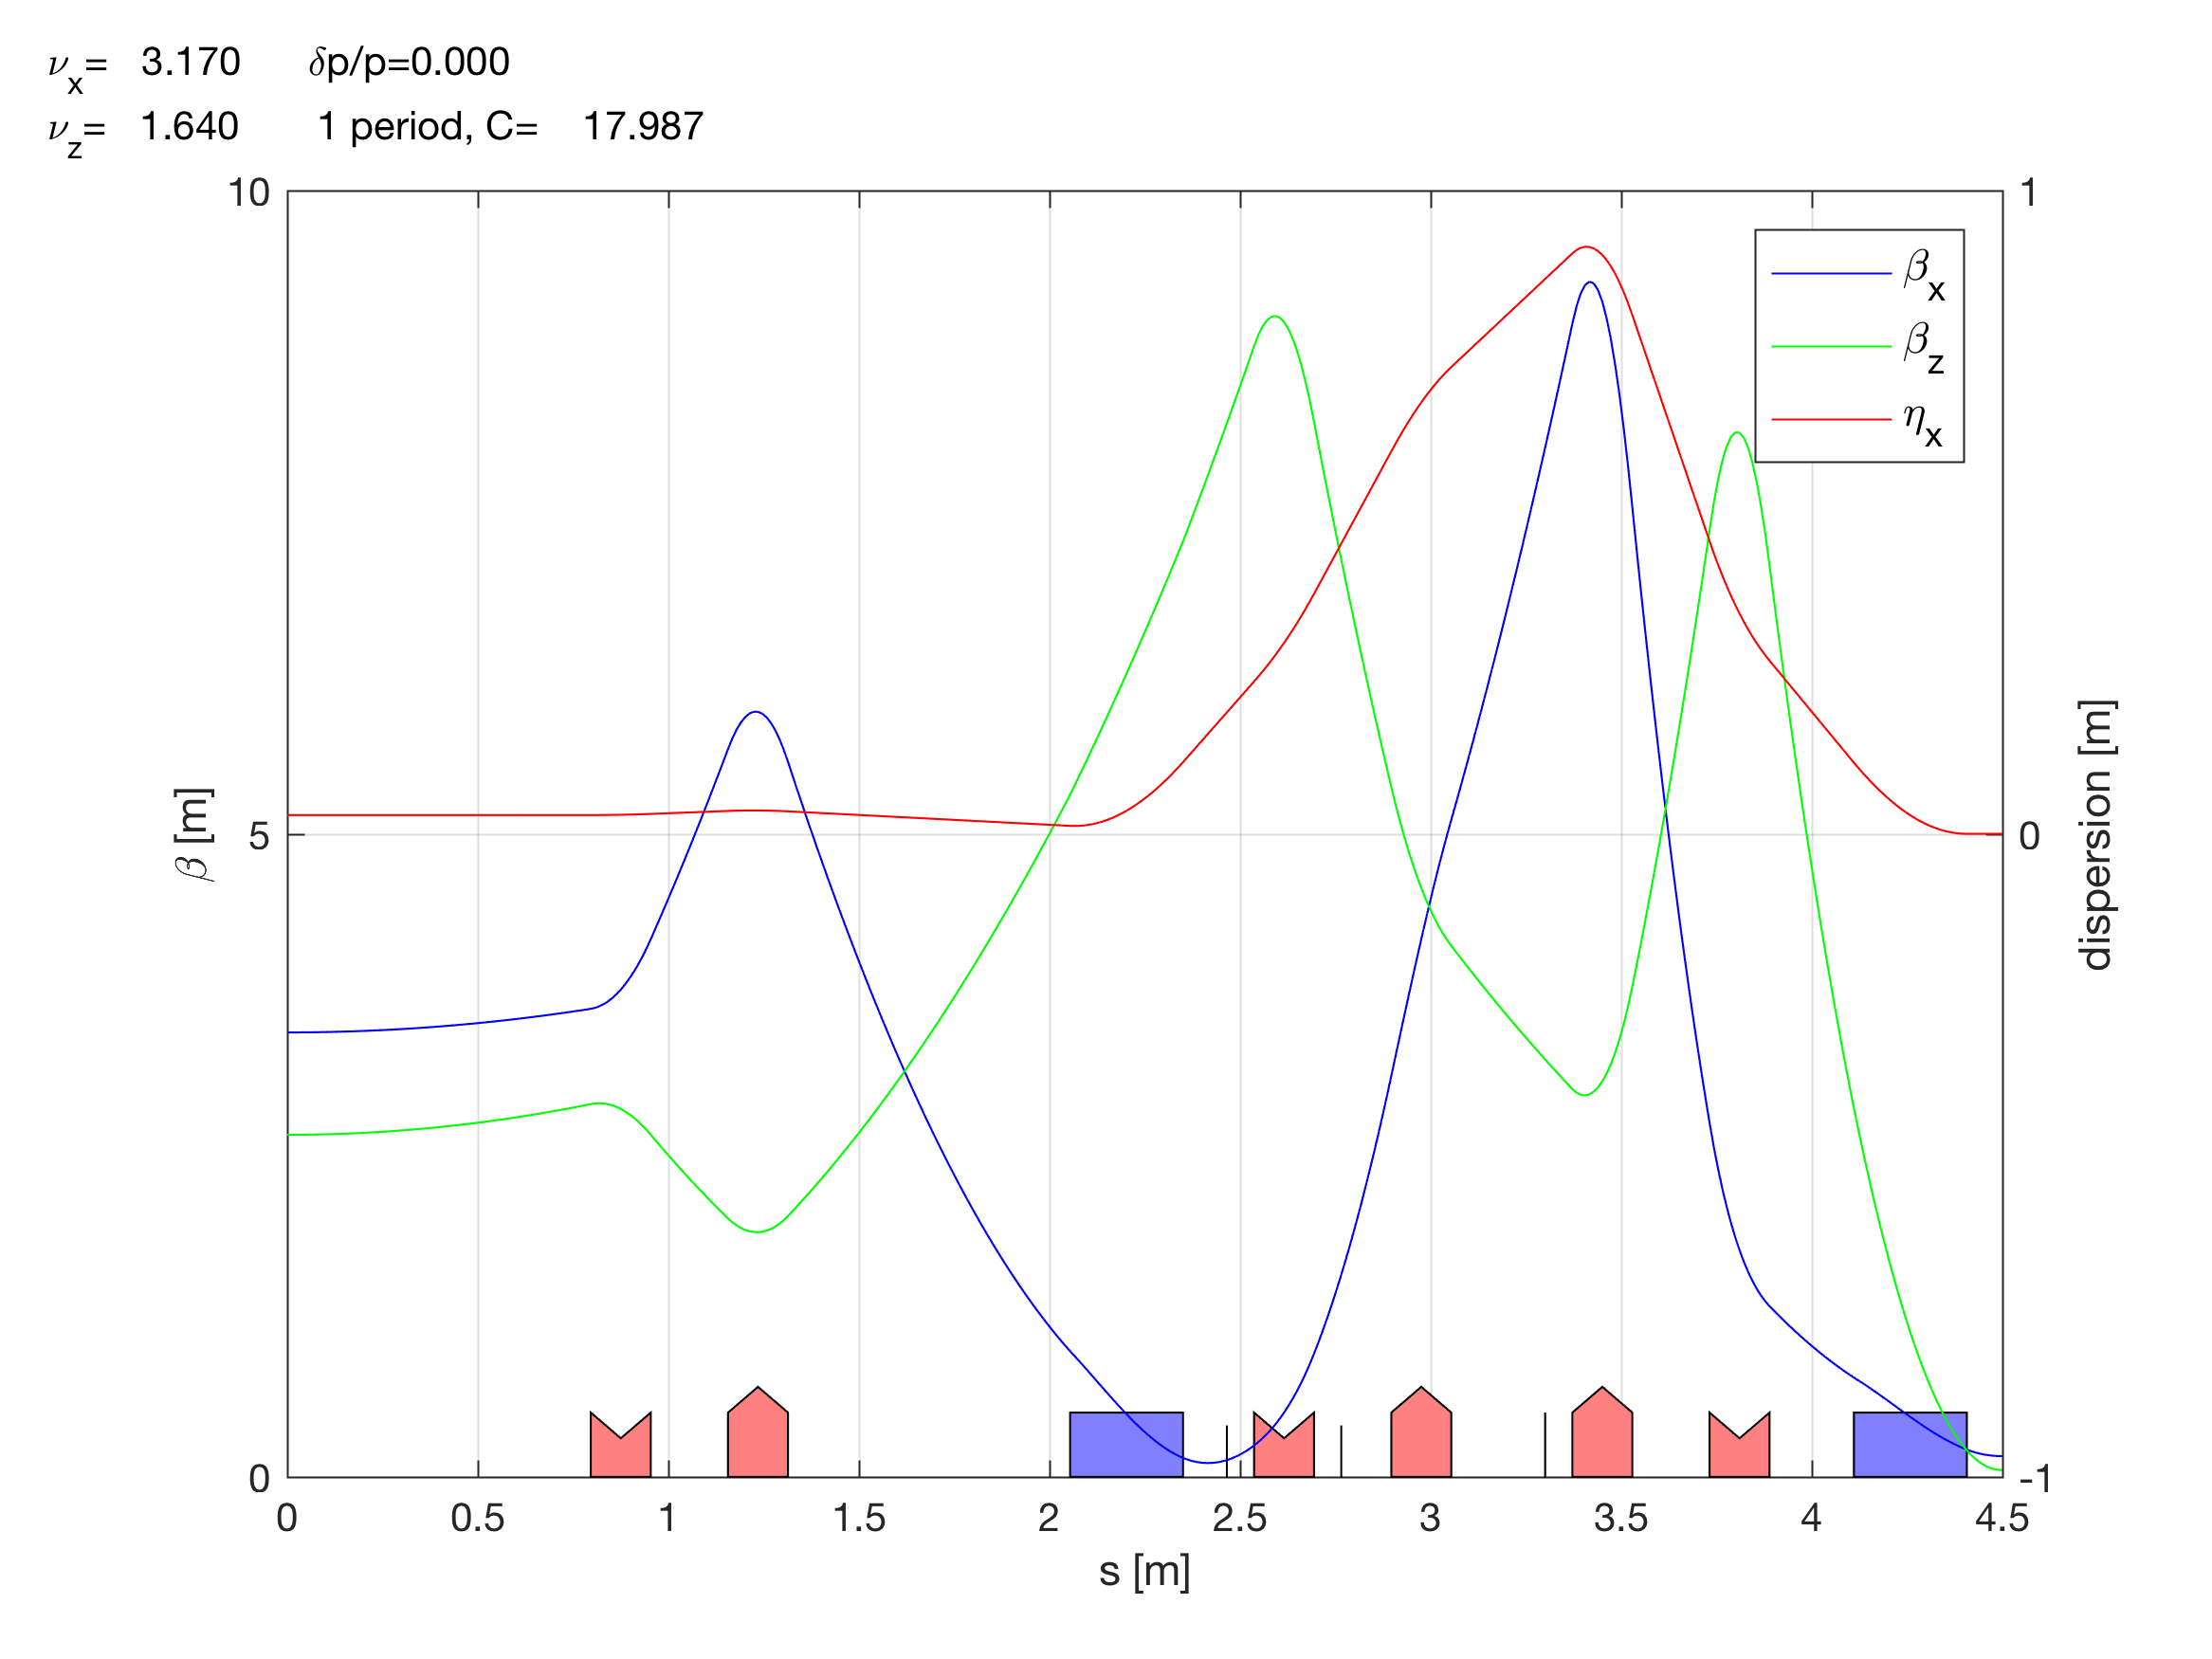 νx= 3.170 δp/p=0.000
νz= 1.640 1 period, C= 17.987
10
5
0
β [m]
1
0
-1
dispersion [m]
βx
βz
ηx
0 0.5 1 1.5 2 2.5 3 3.5 4 4.5
s [m]